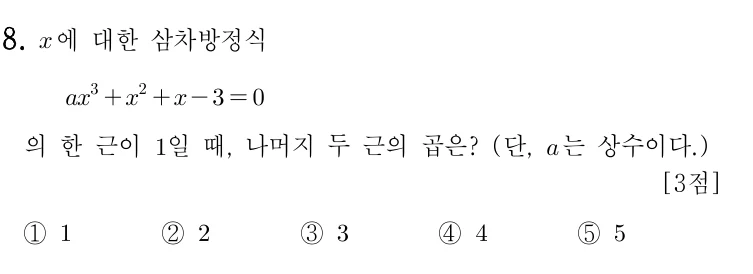 8. x에 대한 삼차방정식
ax³+x²+x-3=0
의 한 근이 1일 때, 나머지 두 근의 곱은? (단, a는 상수이다.)
[3점]
① 1 ② 2 ③ 3 ④ 4 ⑤ 5